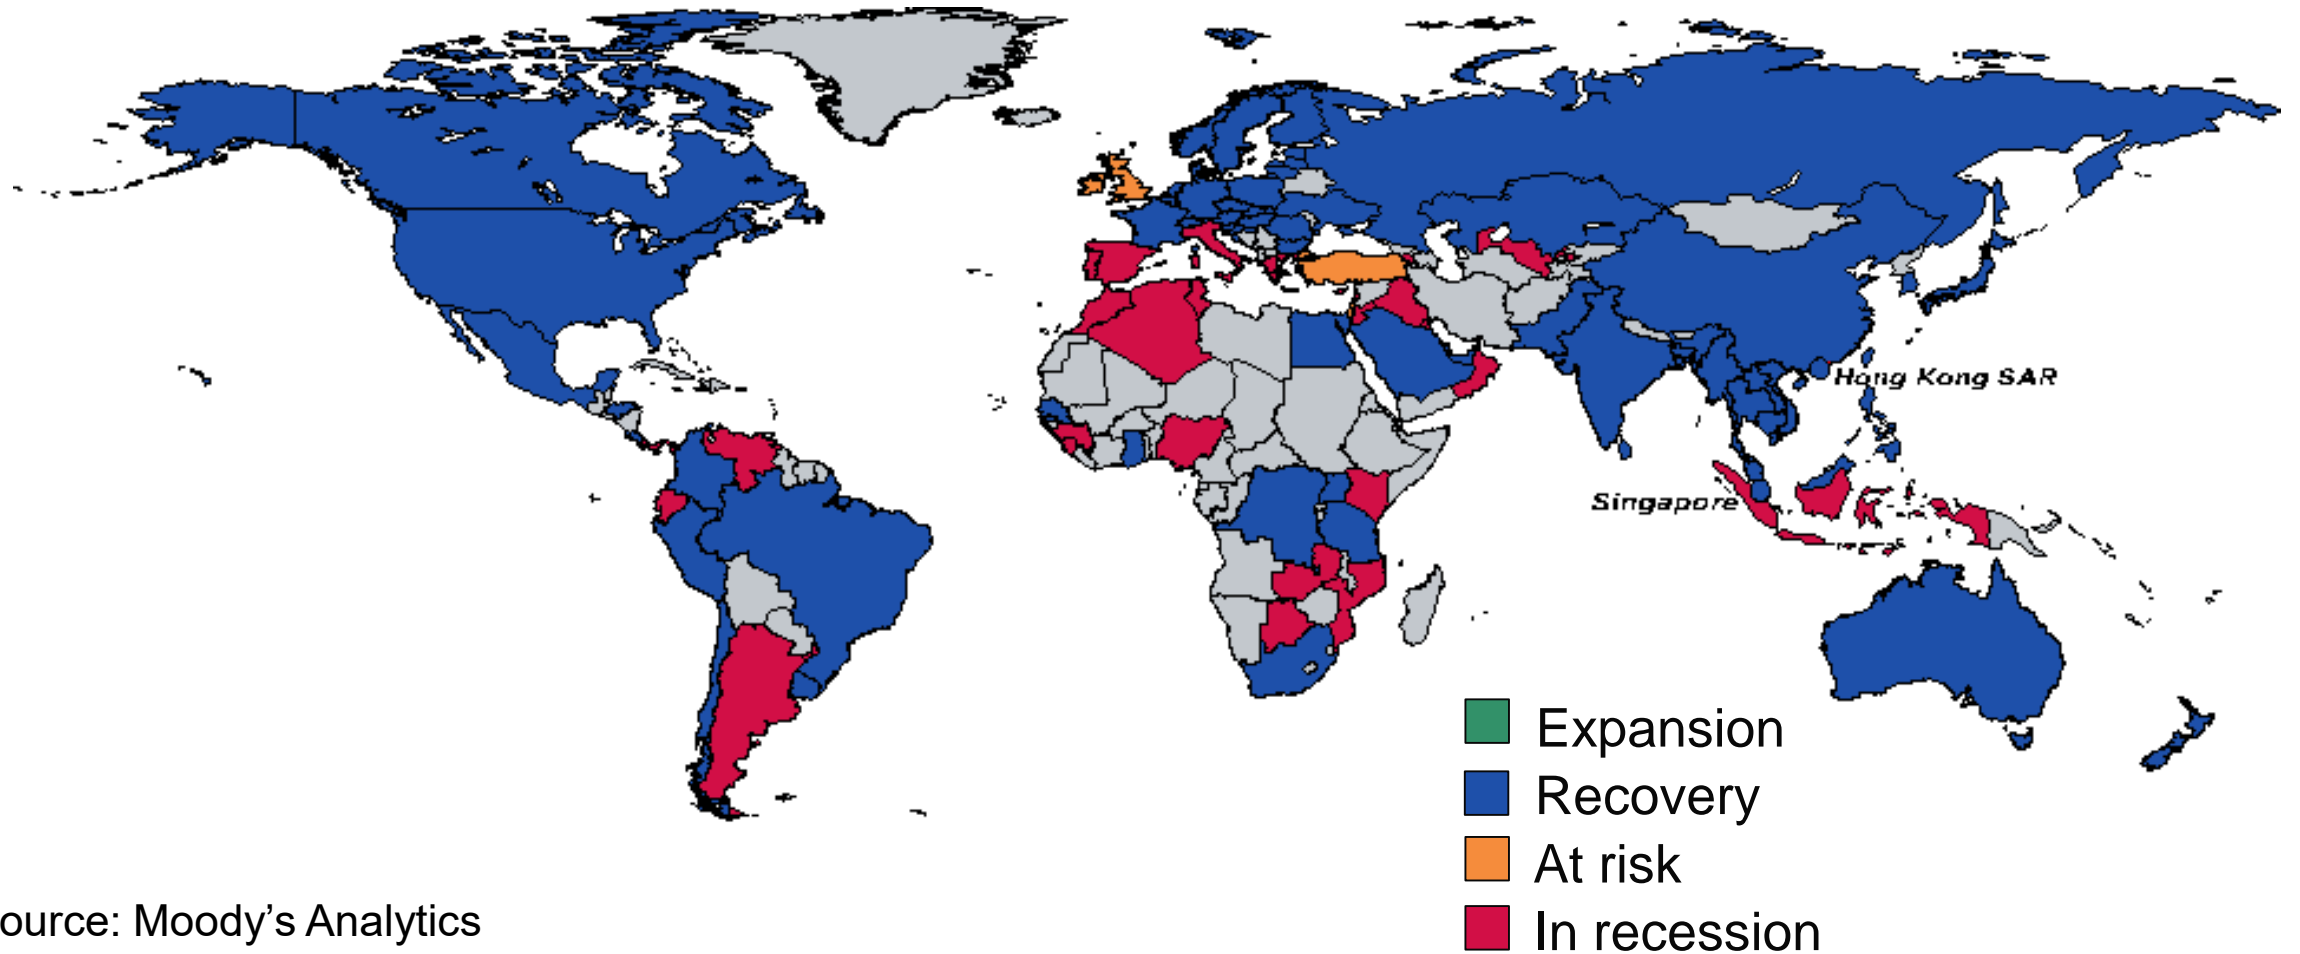 Hong Kong SAR
Singapore
Expansion
Recovery
At risk
In recession
ource: Moody’s Analytics